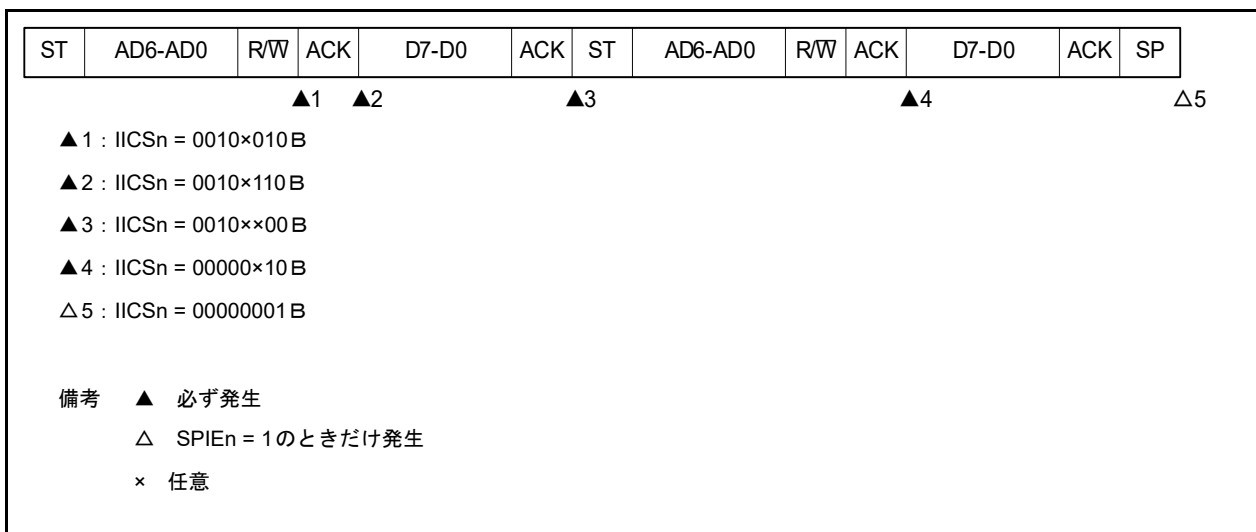 ST AD6-AD0 R/W̅ ACK D7-D0 ACK ST AD6-AD0 R/W̅ ACK D7-D0 ACK SP
▲1 ▲2 ▲3 ▲4 △5
▲1：IICSn = 0010×010B
▲2：IICSn = 0010×110B
▲3：IICSn = 0010××00B
▲4：IICSn = 00000×10B
△5：IICSn = 00000001B
備考 ▲ 必ず発生
△ SPIEn = 1のときだけ発生
× 任意